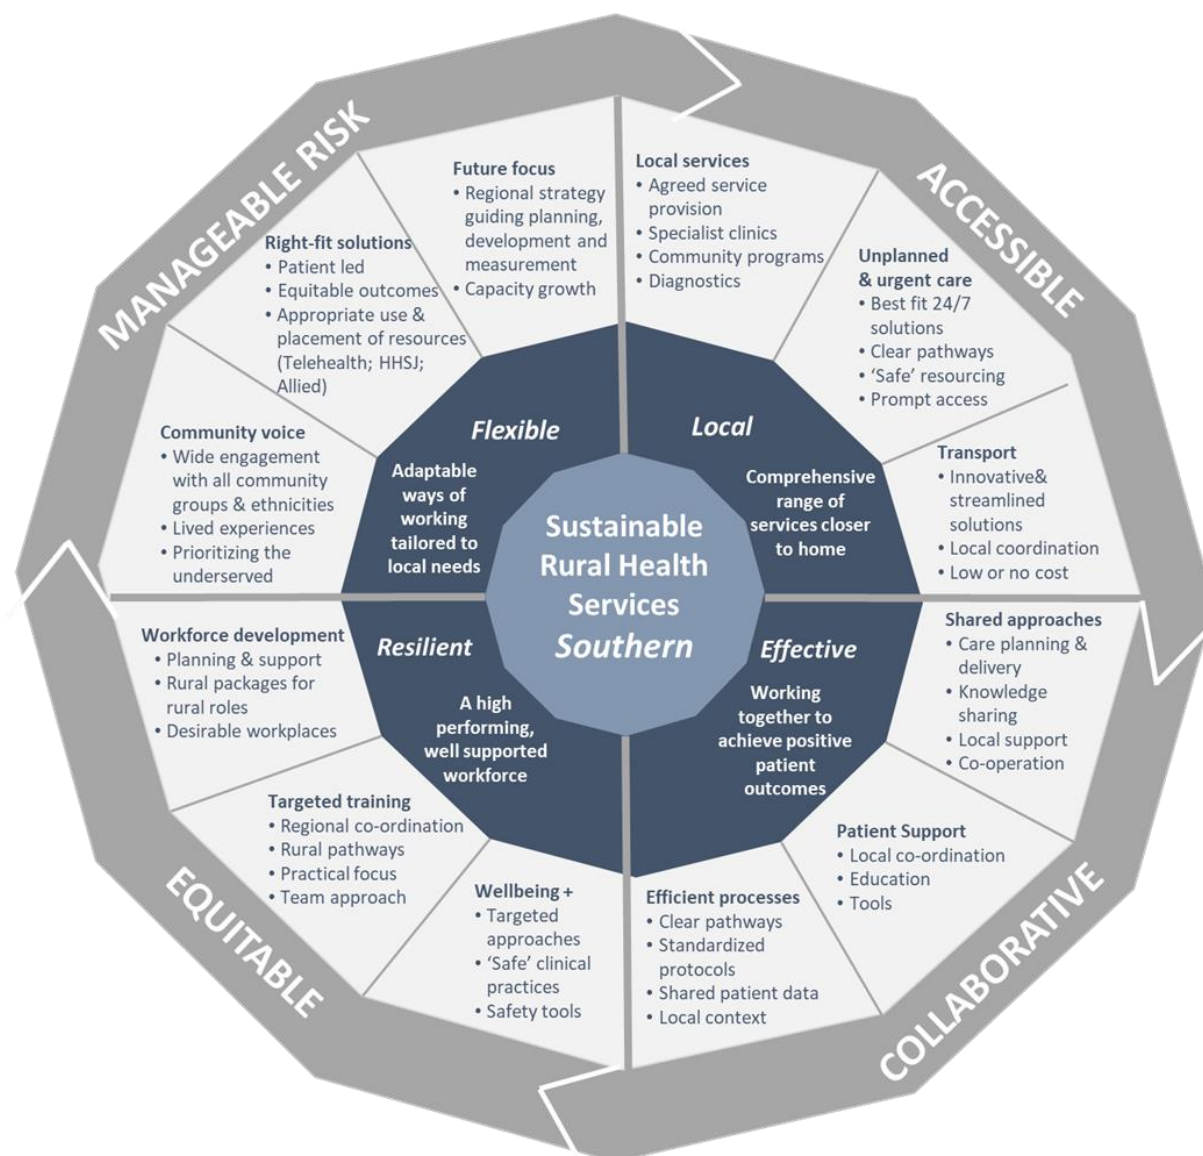 MANAGEABLE RISK
ACCESSIBLE
COLLABORATIVE
EQUITABLE
Sustainable
Rural Health
Services
Southern
Local
Comprehensive
range of
services closer
to home
Local services
• Agreed service
provision
• Specialist clinics
• Community programs
• Diagnostics
Unplanned
& urgent care
• Best fit 24/7
solutions
• Clear pathways
• ‘Safe’ resourcing
• Prompt access
Transport
• Innovative&
streamlined
solutions
• Local coordination
• Low or no cost
Effective
Working
together to
achieve positive
patient
outcomes
Shared approaches
• Care planning &
delivery
• Knowledge
sharing
• Local support
• Co-operation
Patient Support
• Local co-ordination
• Education
• Tools
Efficient processes
• Clear pathways
• Standardized
protocols
• Shared patient data
• Local context
Resilient
A high
performing,
well supported
workforce
Wellbeing +
• Targeted
approaches
• ‘Safe’ clinical
practices
• Safety tools
Targeted training
• Regional co-ordination
• Rural pathways
• Practical focus
• Team approach
Workforce development
• Planning & support
• Rural packages for
rural roles
• Desirable workplaces
Flexible
Adaptable
ways of
working
tailored to
local needs
Community voice
• Wide engagement
with all community
groups & ethnicities
• Lived experiences
• Prioritizing the
underserved
Right-fit solutions
• Patient led
• Equitable outcomes
• Appropriate use &
placement of resources
(Telehealth; HHSJ;
Allied)
Future focus
• Regional strategy
guiding planning,
development and
measurement
• Capacity growth